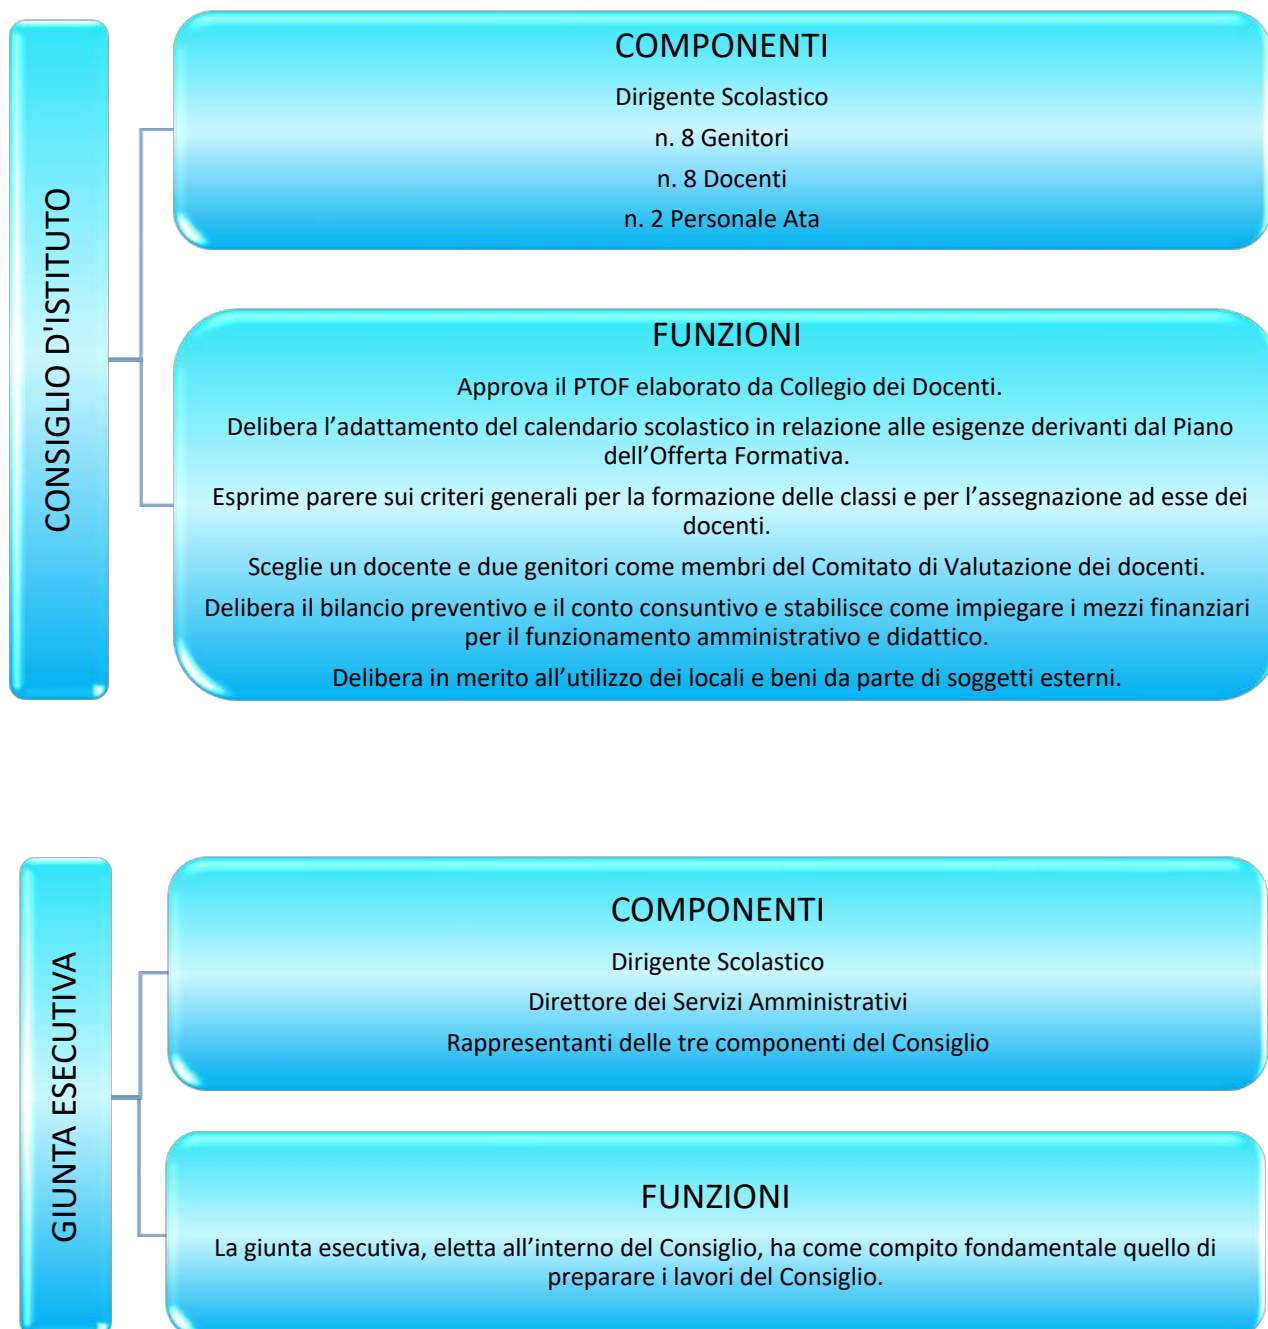 CONSIGLIO D'ISTITUTO
COMPONENTI
Dirigente Scolastico
n. 8 Genitori
n. 8 Docenti
n. 2 Personale Ata
FUNZIONI
Approva il PTOF elaborato da Collegio dei Docenti.
Delibera l’adattamento del calendario scolastico in relazione alle esigenze derivanti dal Piano
dell’Offerta Formativa.
Esprime parere sui criteri generali per la formazione delle classi e per l’assegnazione ad esse dei
docenti.
Sceglie un docente e due genitori come membri del Comitato di Valutazione dei docenti.
Delibera il bilancio preventivo e il conto consuntivo e stabilisce come impiegare i mezzi finanziari
per il funzionamento amministrativo e didattico.
Delibera in merito all’utilizzo dei locali e beni da parte di soggetti esterni.
GIUNTA ESECUTIVA
COMPONENTI
Dirigente Scolastico
Direttore dei Servizi Amministrativi
Rappresentanti delle tre componenti del Consiglio
FUNZIONI
La giunta esecutiva, eletta all’interno del Consiglio, ha come compito fondamentale quello di
preparare i lavori del Consiglio.